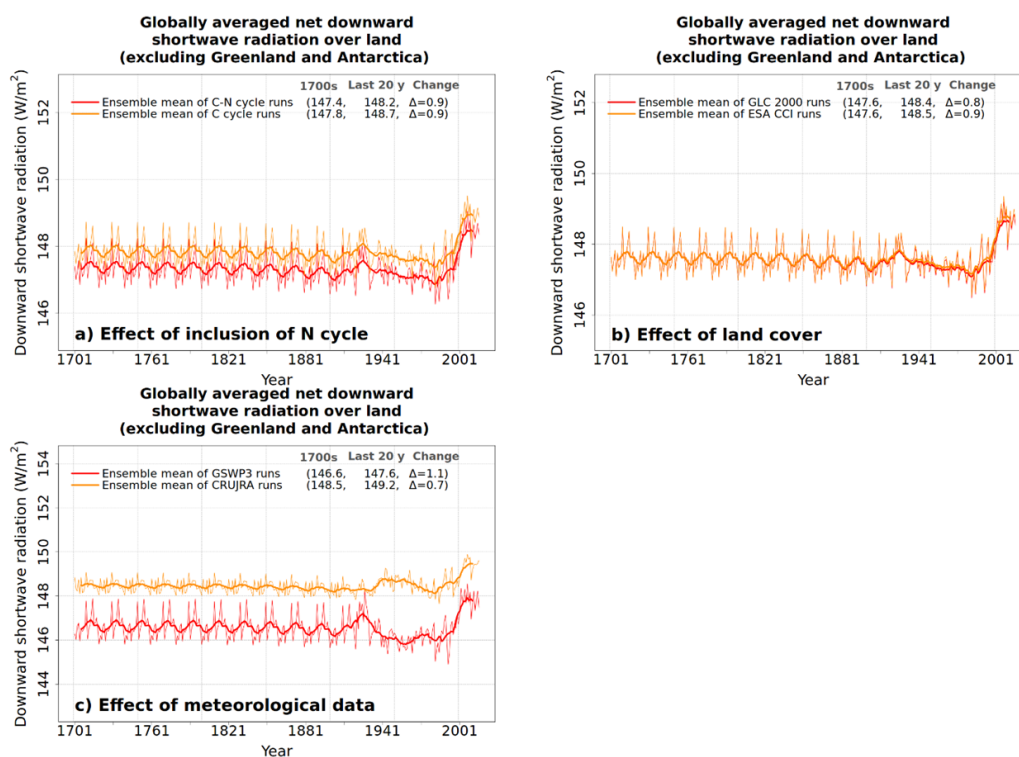 Globally averaged net downward
shortwave radiation over land
(excluding Greenland and Antarctica)
Downward shortwave radiation (W/m²)
152
150
148
146
1700s Last 20 y Change
Ensemble mean of C-N cycle runs (147.4, 148.2, Δ=0.9)
Ensemble mean of C cycle runs (147.8, 148.7, Δ=0.9)
a) Effect of inclusion of N cycle
1701 1761 1821 1881 1941 2001
Year
Globally averaged net downward
shortwave radiation over land
(excluding Greenland and Antarctica)
Downward shortwave radiation (W/m²)
152
150
148
146
1700s Last 20 y Change
Ensemble mean of GLC 2000 runs (147.6, 148.4, Δ=0.8)
Ensemble mean of ESA CCI runs (147.6, 148.5, Δ=0.9)
b) Effect of land cover
1701 1761 1821 1881 1941 2001
Year
Globally averaged net downward
shortwave radiation over land
(excluding Greenland and Antarctica)
Downward shortwave radiation (W/m²)
154
152
150
148
146
144
1700s Last 20 y Change
Ensemble mean of GSWP3 runs (146.6, 147.6, Δ=1.1)
Ensemble mean of CRUJRA runs (148.5, 149.2, Δ=0.7)
c) Effect of meteorological data
1701 1761 1821 1881 1941 2001
Year